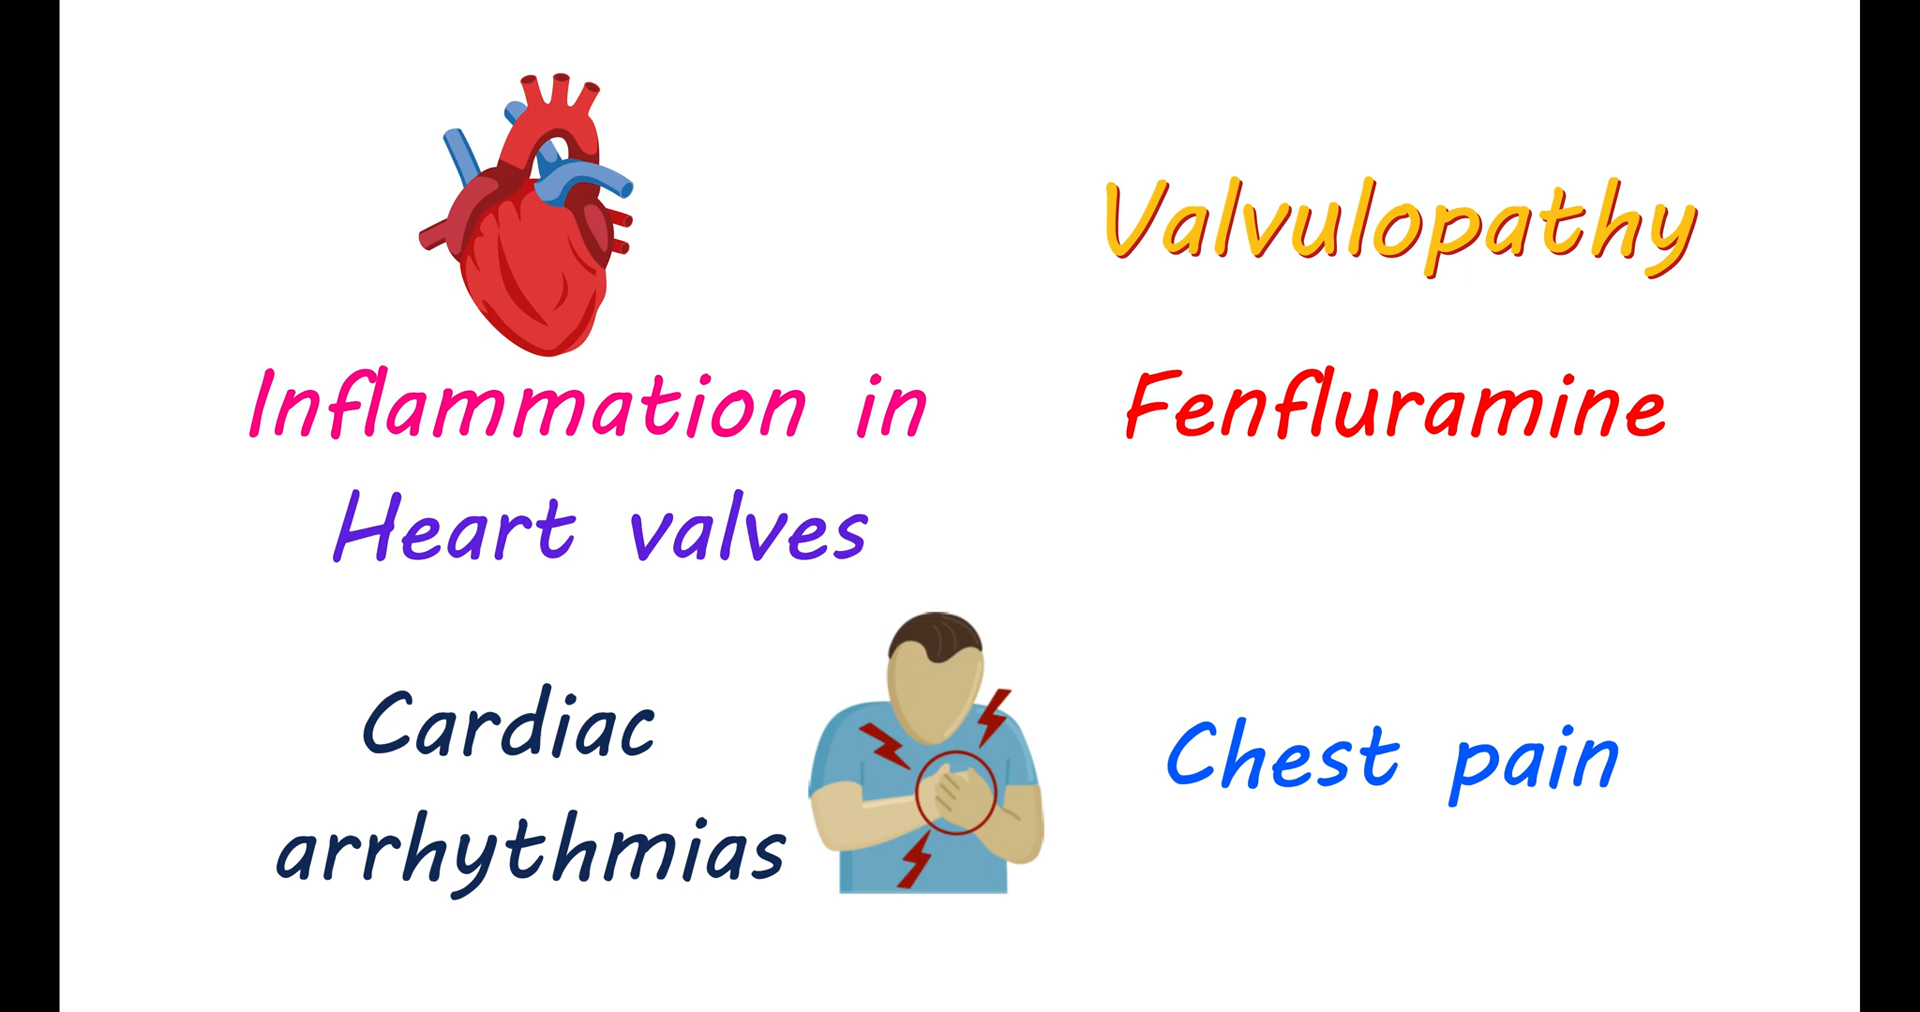 Valvulopathy
Inflammation in
Heart valves
Fenfluramine
Cardiac
arrhythmias
Chest pain